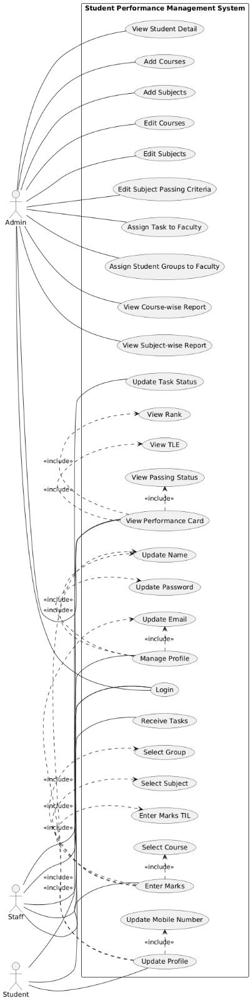 Student Performance Management System
View Student Detail
Add Courses
Add Subjects
Edit Courses
Edit Subjects
Edit Subject Passing Criteria
Admin
Assign Task to Faculty
Assign Student Groups to Faculty
View Course-wise Report
View Subject-wise Report
Update Task Status
View Rank
View TLE
«include»
View Passing Status
«include»
«include»
View Performance Card
Update Name
Update Password
«include»
«include»
Update Email
«include»
Manage Profile
Login
Receive Tasks
Select Group
«include»
Select Subject
«include»
Enter Marks TIL
«include»
Select Course
«include»
«include»
Enter Marks
«include»
Staff
Update Mobile Number
«include»
Update Profile
Student